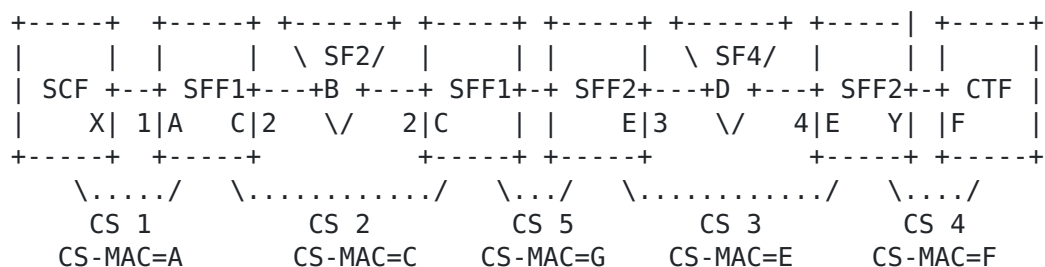 +-----+  +-----+  +------+  +-----+  +-----+  +------+  +-----| +-----+
|     |  |     |  \ SF2/  |     | |     |  \ SF4/  |     | |     |
| SCF +--+ SFF1+---+B +---+ SFF1+-+ SFF2+---+D +---+ SFF2+-+ CTF |
|    X| 1|A   C|2   \/   2|C    | |    E|3   \/   4|E   Y| |F    |
+-----+  +-----+          +-----+ +-----+          +-----+ +-----+
\...../   \............/   \.../   \............/   \..../
CS 1 CS 2 CS 5 CS 3 CS 4
CS-MAC=A CS-MAC=C CS-MAC=G CS-MAC=E CS-MAC=F